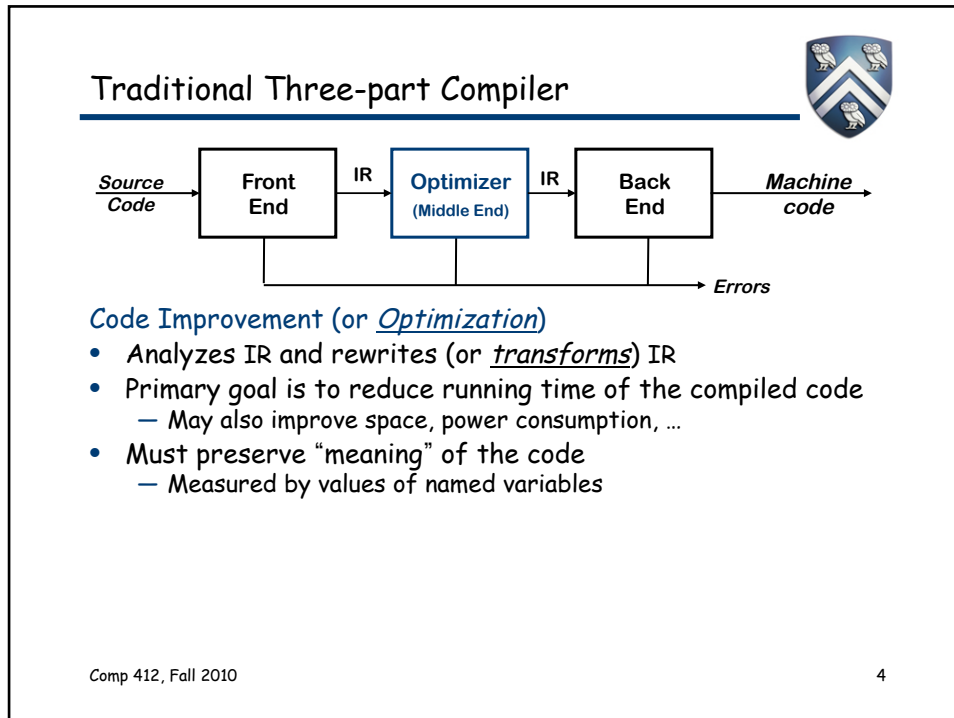 Traditional Three-part Compiler
Source
Code
Front
End
IR
Optimizer
(Middle End)
IR
Back
End
Machine
code
Errors
Code Improvement (or Optimization)
• Analyzes IR and rewrites (or transforms) IR
• Primary goal is to reduce running time of the compiled code
— May also improve space, power consumption, …
• Must preserve “meaning” of the code
— Measured by values of named variables
Comp 412, Fall 2010
4